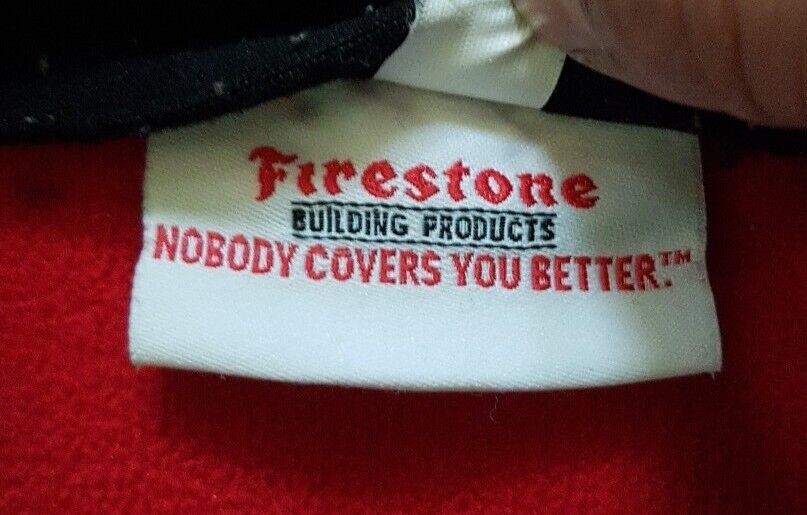 Firestone
BUILDING PRODUCTS
NOBODY COVERS YOU BETTER.™